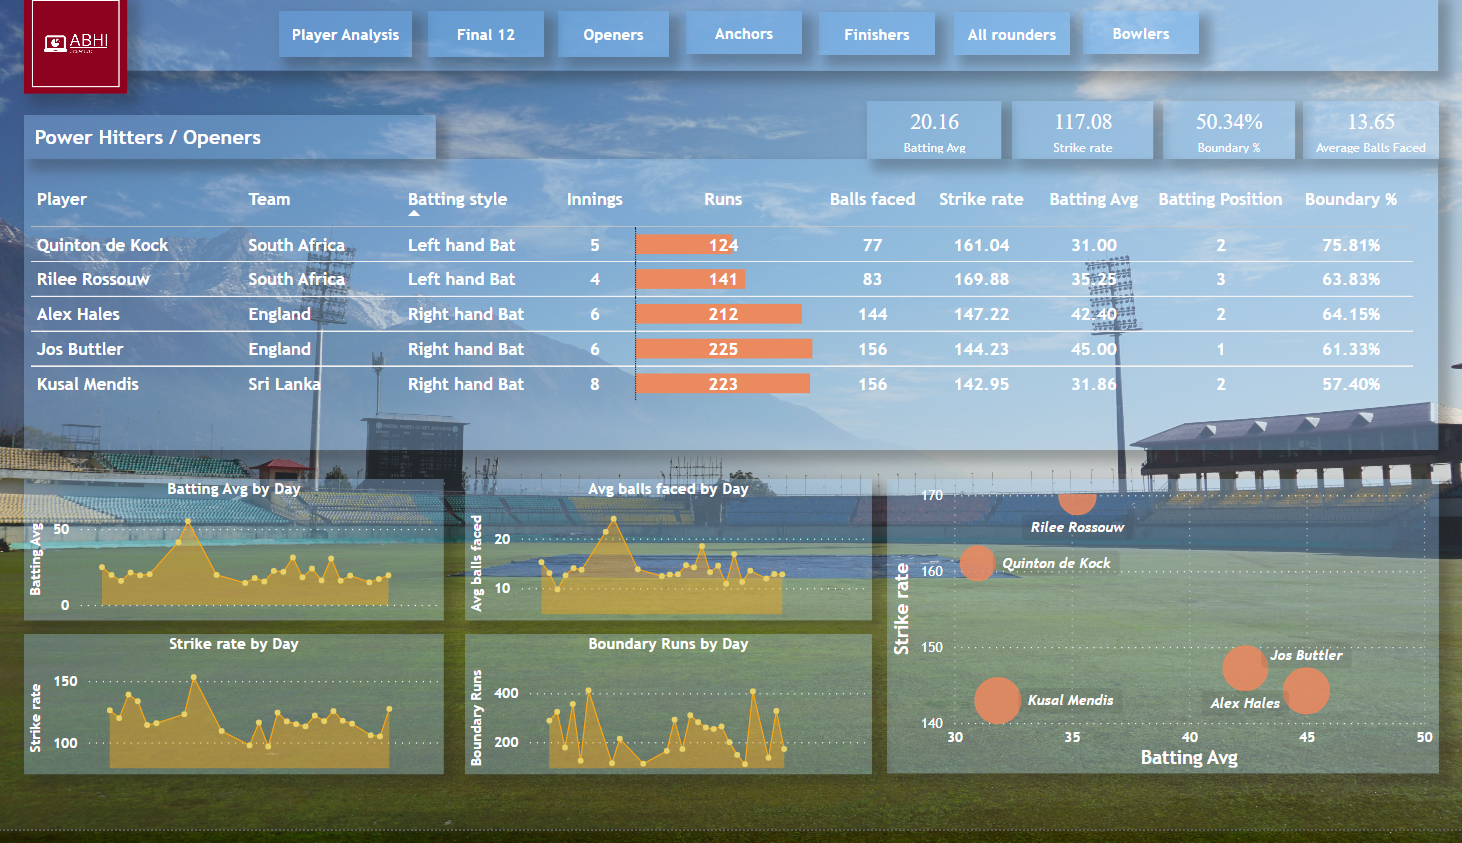 ABHI
Player Analysis
Final 12
Openers
Anchors
Finishers
All rounders
Bowlers
Power Hitters / Openers
20.16
Batting Avg
117.08
Strike rate
50.34%
Boundary %
13.65
Average Balls Faced
Player Team Batting style Innings Runs Balls faced Strike rate Batting Avg Batting Position Boundary %
Quinton de Kock South Africa Left hand Bat 5 124 77 161.04 31.00 2 75.81%
Rilee Rossouw South Africa Left hand Bat 4 141 83 169.88 35.25 3 63.83%
Alex Hales England Right hand Bat 6 212 144 147.22 42.40 2 64.15%
Jos Buttler England Right hand Bat 6 225 156 144.23 45.00 1 61.33%
Kusal Mendis Sri Lanka Right hand Bat 8 223 156 142.95 31.86 2 57.40%
Batting Avg by Day
Batting Avg
50
0
Avg balls faced by Day
Avg balls faced
20
10
Strike rate by Day
Strike rate
150
100
Boundary Runs by Day
Boundary Runs
400
200
Strike rate
170
160
150
140
Rilee Rossouw
Quinton de Kock
Jos Buttler
Kusal Mendis
Alex Hales
30 35 40 45 50
Batting Avg